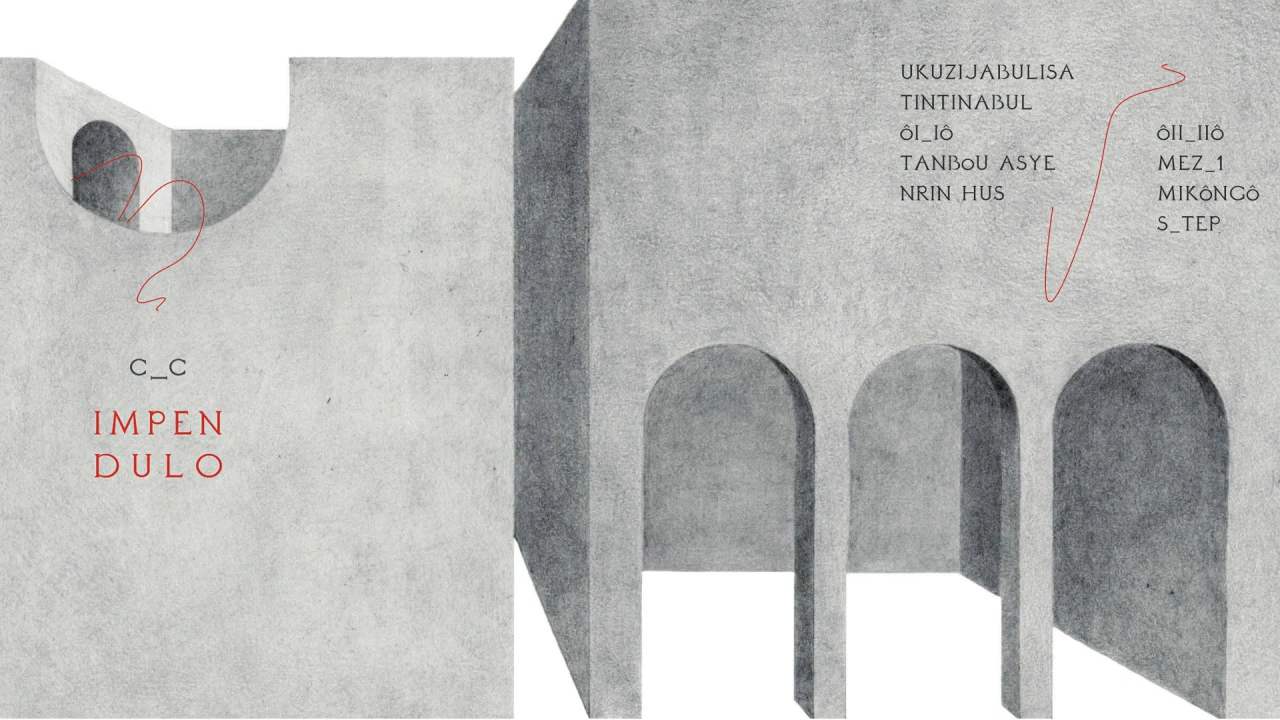 C_C
IMPEN
DULO
UKUZIJABULISA
TINTINABUL
ÔI_IÔ
TANBoU ASYE
NRIN HUS
ÔII_IIÔ
MEZ_1
MIKÔNGÔ
S_TEP